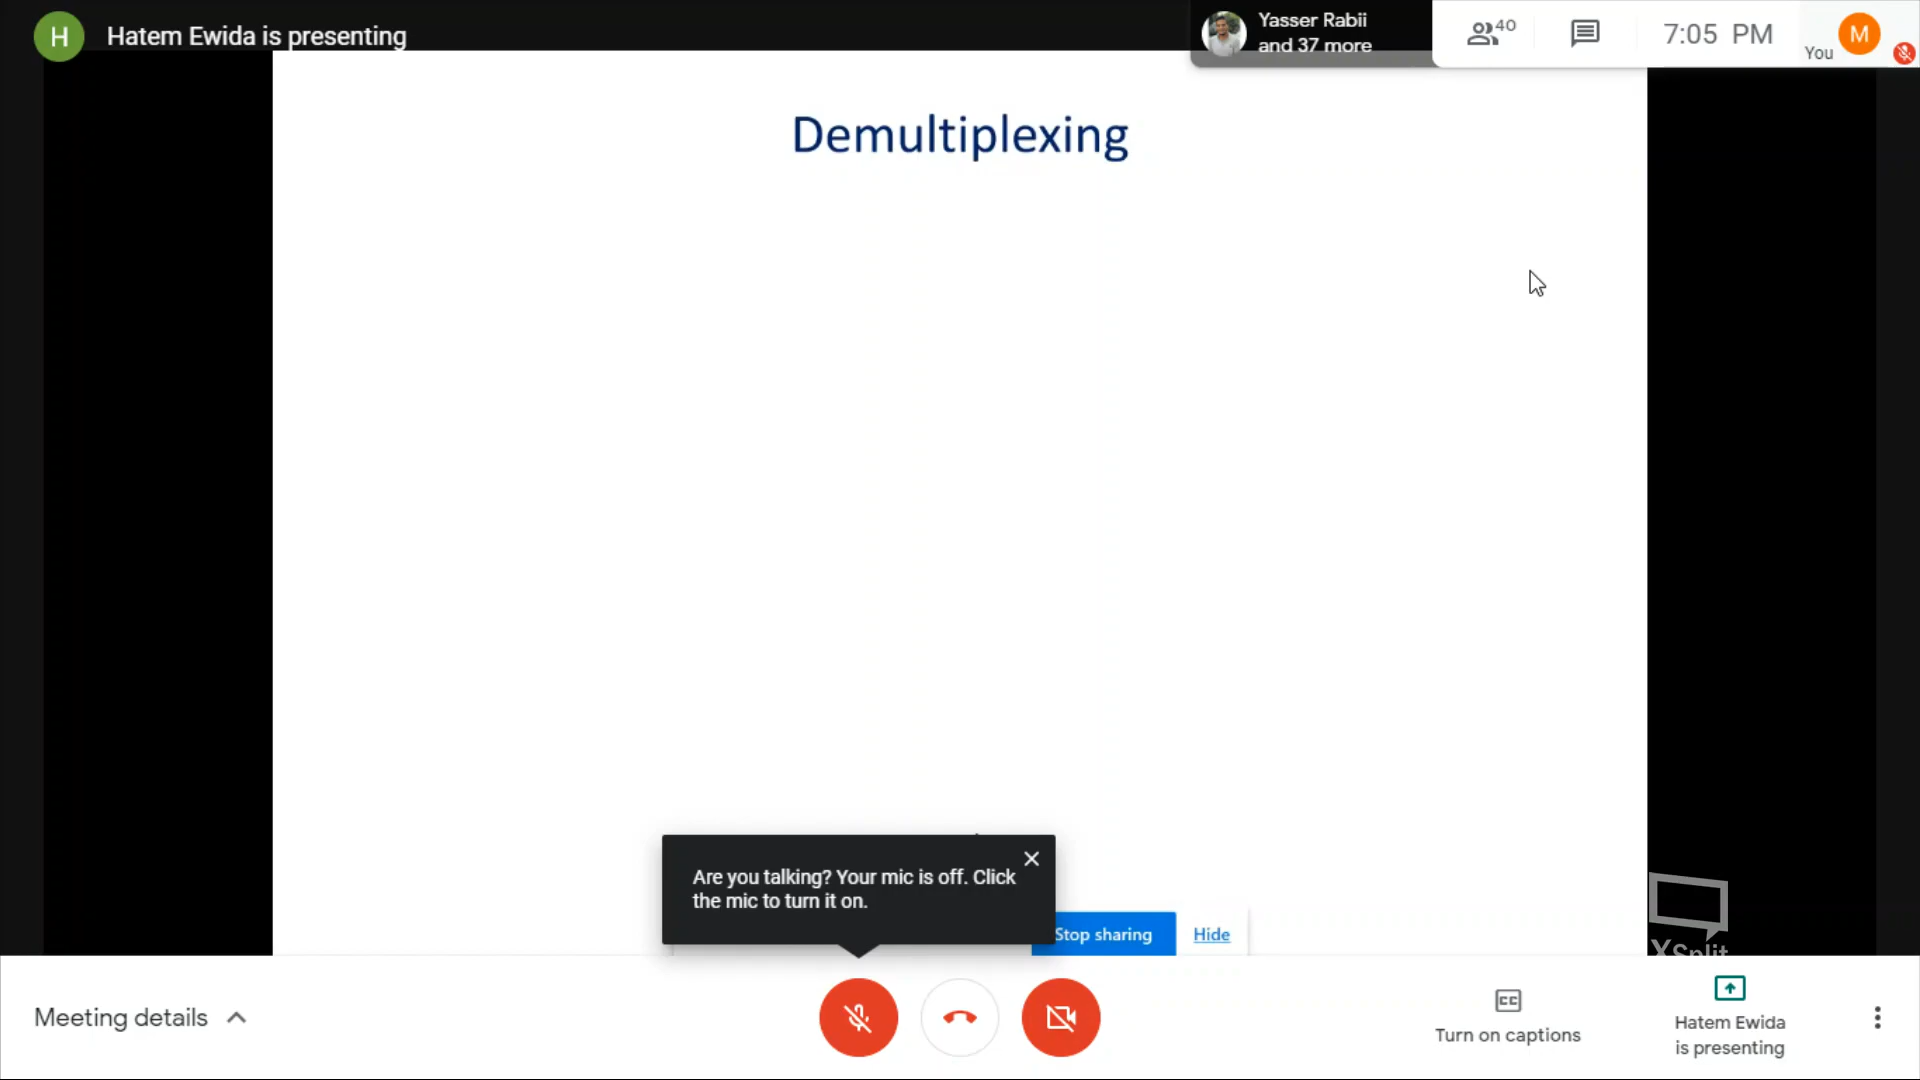 H
Hatem Ewida is presenting
Yasser Rabii
and 37 more
40
7:05 PM
You
M
Demultiplexing
Are you talking? Your mic is off. Click
the mic to turn it on.
Stop sharing
Hide
XSplit
Meeting details
CC
Turn on captions
Hatem Ewida
is presenting